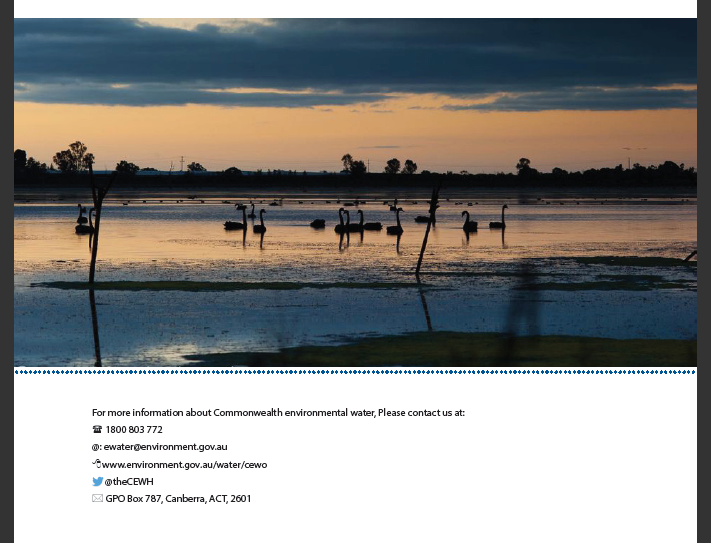 For more information about Commonwealth environmental water, Please contact us at:
☎ 1800 803 772
@: ewater@environment.gov.au
www.environment.gov.au/water/cewo
@theCEWH
GPO Box 787, Canberra, ACT, 2601